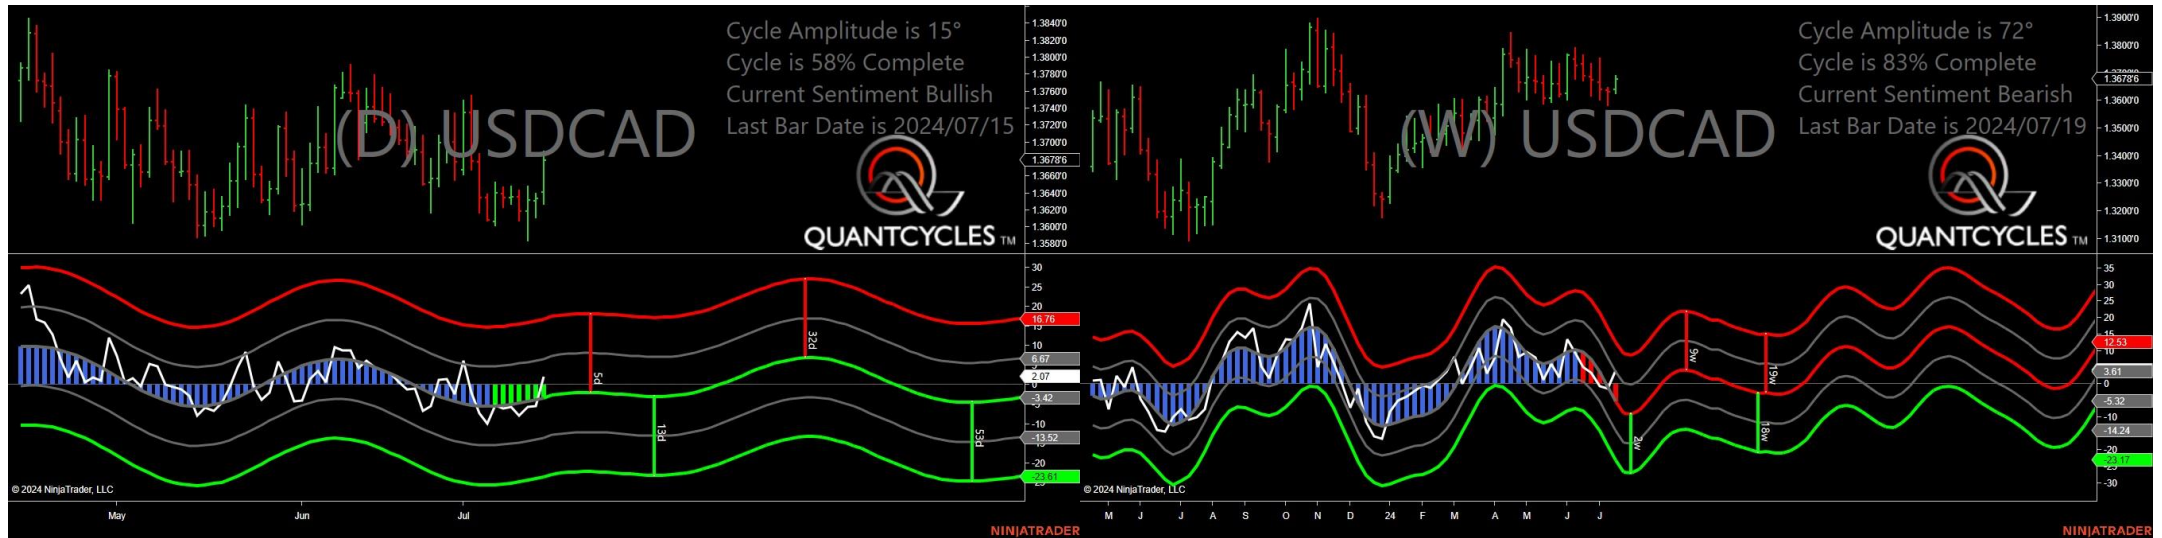 Cycle Amplitude is 15°
Cycle is 58% Complete
Current Sentiment Bullish
Last Bar Date is 2024/07/15
(D) USDCAD
QUANTCYCLES TM
1.3840'0
1.3820'0
1.3800'0
1.3780'0
1.3760'0
1.3740'0
1.3720'0
1.3700'0
1.3678'6
1.3660'0
1.3640'0
1.3620'0
1.3600'0
1.3580'0
30
25
20
16.76
15
10
6.67
2.07
-3.42
-13.52
-20
-23.61
5d
13d
32d
53d
© 2024 NinjaTrader, LLC
May
Jun
Jul
NINJATRADER
Cycle Amplitude is 72°
Cycle is 83% Complete
Current Sentiment Bearish
Last Bar Date is 2024/07/19
(W) USDCAD
QUANTCYCLES TM
1.3900'0
1.3800'0
1.3678'6
1.3600'0
1.3500'0
1.3400'0
1.3300'0
1.3200'0
1.3100'0
35
30
25
20
15
12.53
10
3.61
0
-5.32
-10
-14.24
-20
-23.17
-30
2w
9w
18w
19w
© 2024 NinjaTrader, LLC
M J J A S O N D 24 F M A M J J
NINJATRADER